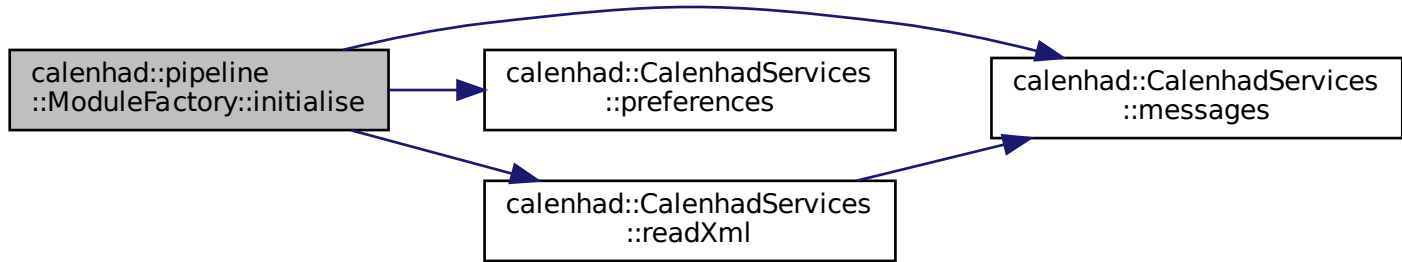 calenhad::pipeline
::ModuleFactory::initialise
calenhad::CalenhadServices
::preferences
calenhad::CalenhadServices
::messages
calenhad::CalenhadServices
::readXml